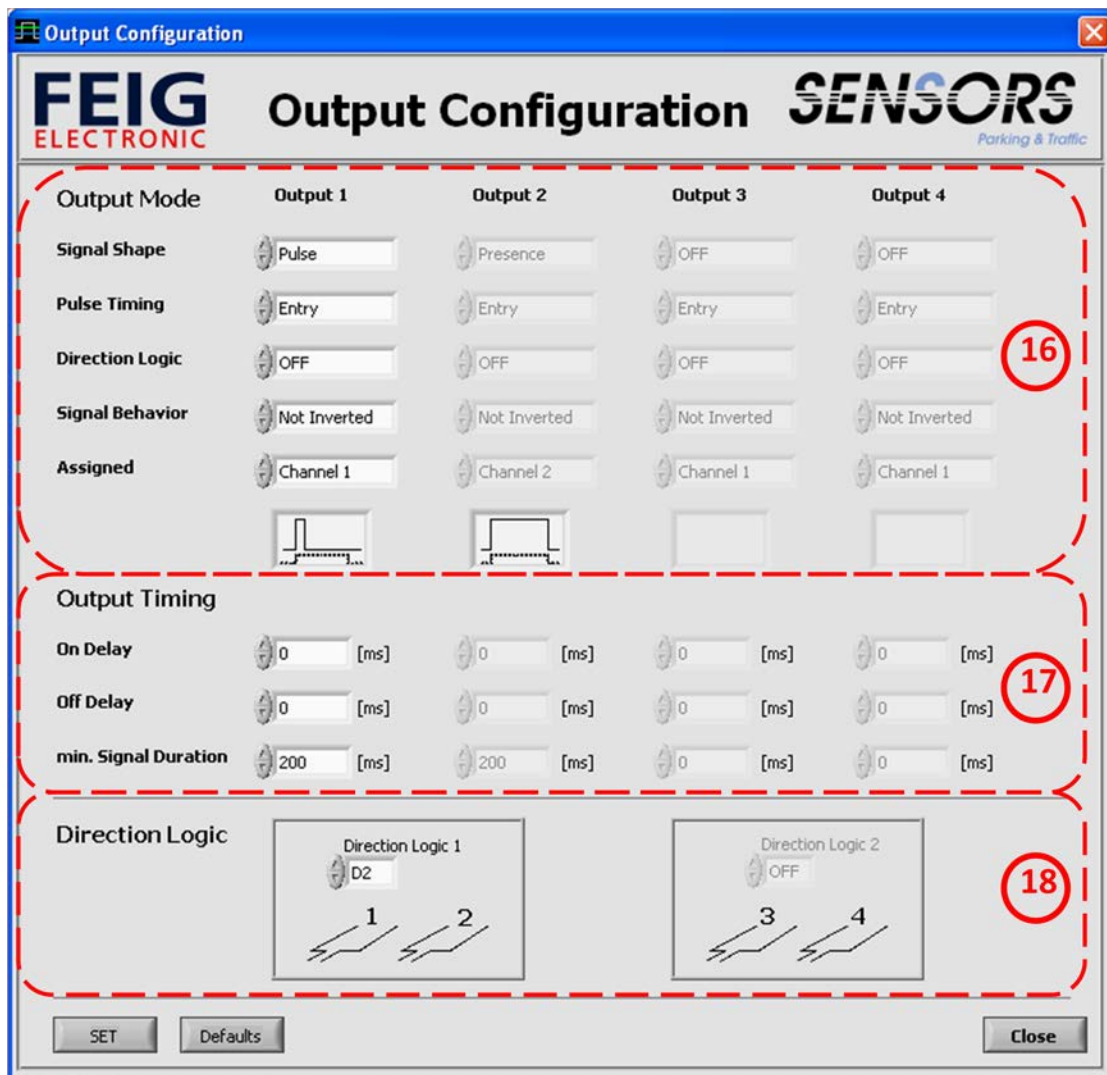 Output Configuration
FEIG
ELECTRONIC
Output Configuration
SENSORS
Parking & Traffic
Output Mode Output 1 Output 2 Output 3 Output 4
Signal Shape Pulse Presence OFF OFF
Pulse Timing Entry Entry Entry Entry
Direction Logic OFF OFF OFF OFF
16
Signal Behavior Not Inverted Not Inverted Not Inverted Not Inverted
Assigned Channel 1 Channel 2 Channel 1 Channel 1
Output Timing
On Delay 0 [ms] 0 [ms] 0 [ms] 0 [ms]
17
Off Delay 0 [ms] 0 [ms] 0 [ms] 0 [ms]
min. Signal Duration 200 [ms] 200 [ms] 0 [ms] 0 [ms]
Direction Logic
Direction Logic 1 Direction Logic 2
D2 OFF
18
1 2 3 4
SET Defaults Close